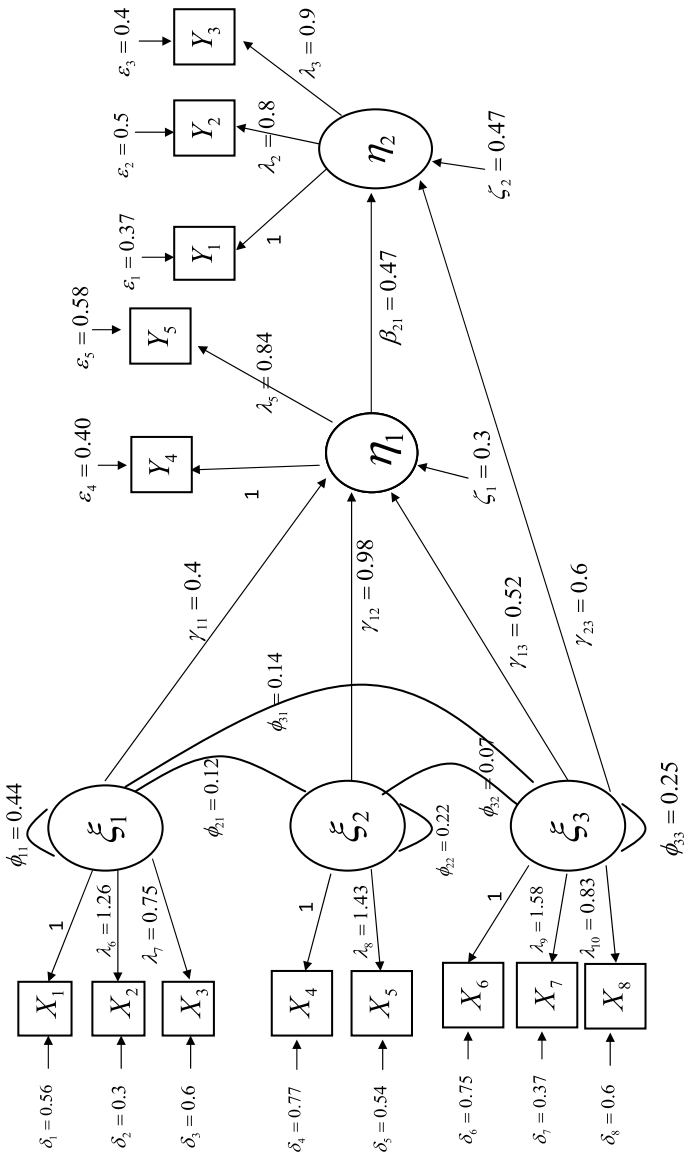 δ₁ = 0.56
X₁
1
δ₂ = 0.3
X₂
λ₆ = 1.26
δ₃ = 0.6
X₃
λ₇ = 0.75
ϕ₁₁ = 0.44
ξ₁
δ₄ = 0.77
X₄
1
δ₅ = 0.54
X₅
λ₈ = 1.43
ξ₂
ϕ₂₂ = 0.22
δ₆ = 0.75
X₆
1
δ₇ = 0.37
X₇
λ₉ = 1.58
δ₈ = 0.6
X₈
λ₁₀ = 0.83
ξ₃
ϕ₃₃ = 0.25
ϕ₂₁ = 0.12
ϕ₃₁ = 0.14
ϕ₃₂ = 0.07
γ₁₁ = 0.4
γ₁₂ = 0.98
γ₁₃ = 0.52
γ₂₃ = 0.6
ε₄ = 0.40
Y₄
1
ε₅ = 0.58
Y₅
λ₅ = 0.84
η₁
ζ₁ = 0.3
β₂₁ = 0.47
ε₁ = 0.37
Y₁
1
ε₂ = 0.5
Y₂
λ₂ = 0.8
ε₃ = 0.4
Y₃
λ₃ = 0.9
η₂
ζ₂ = 0.47